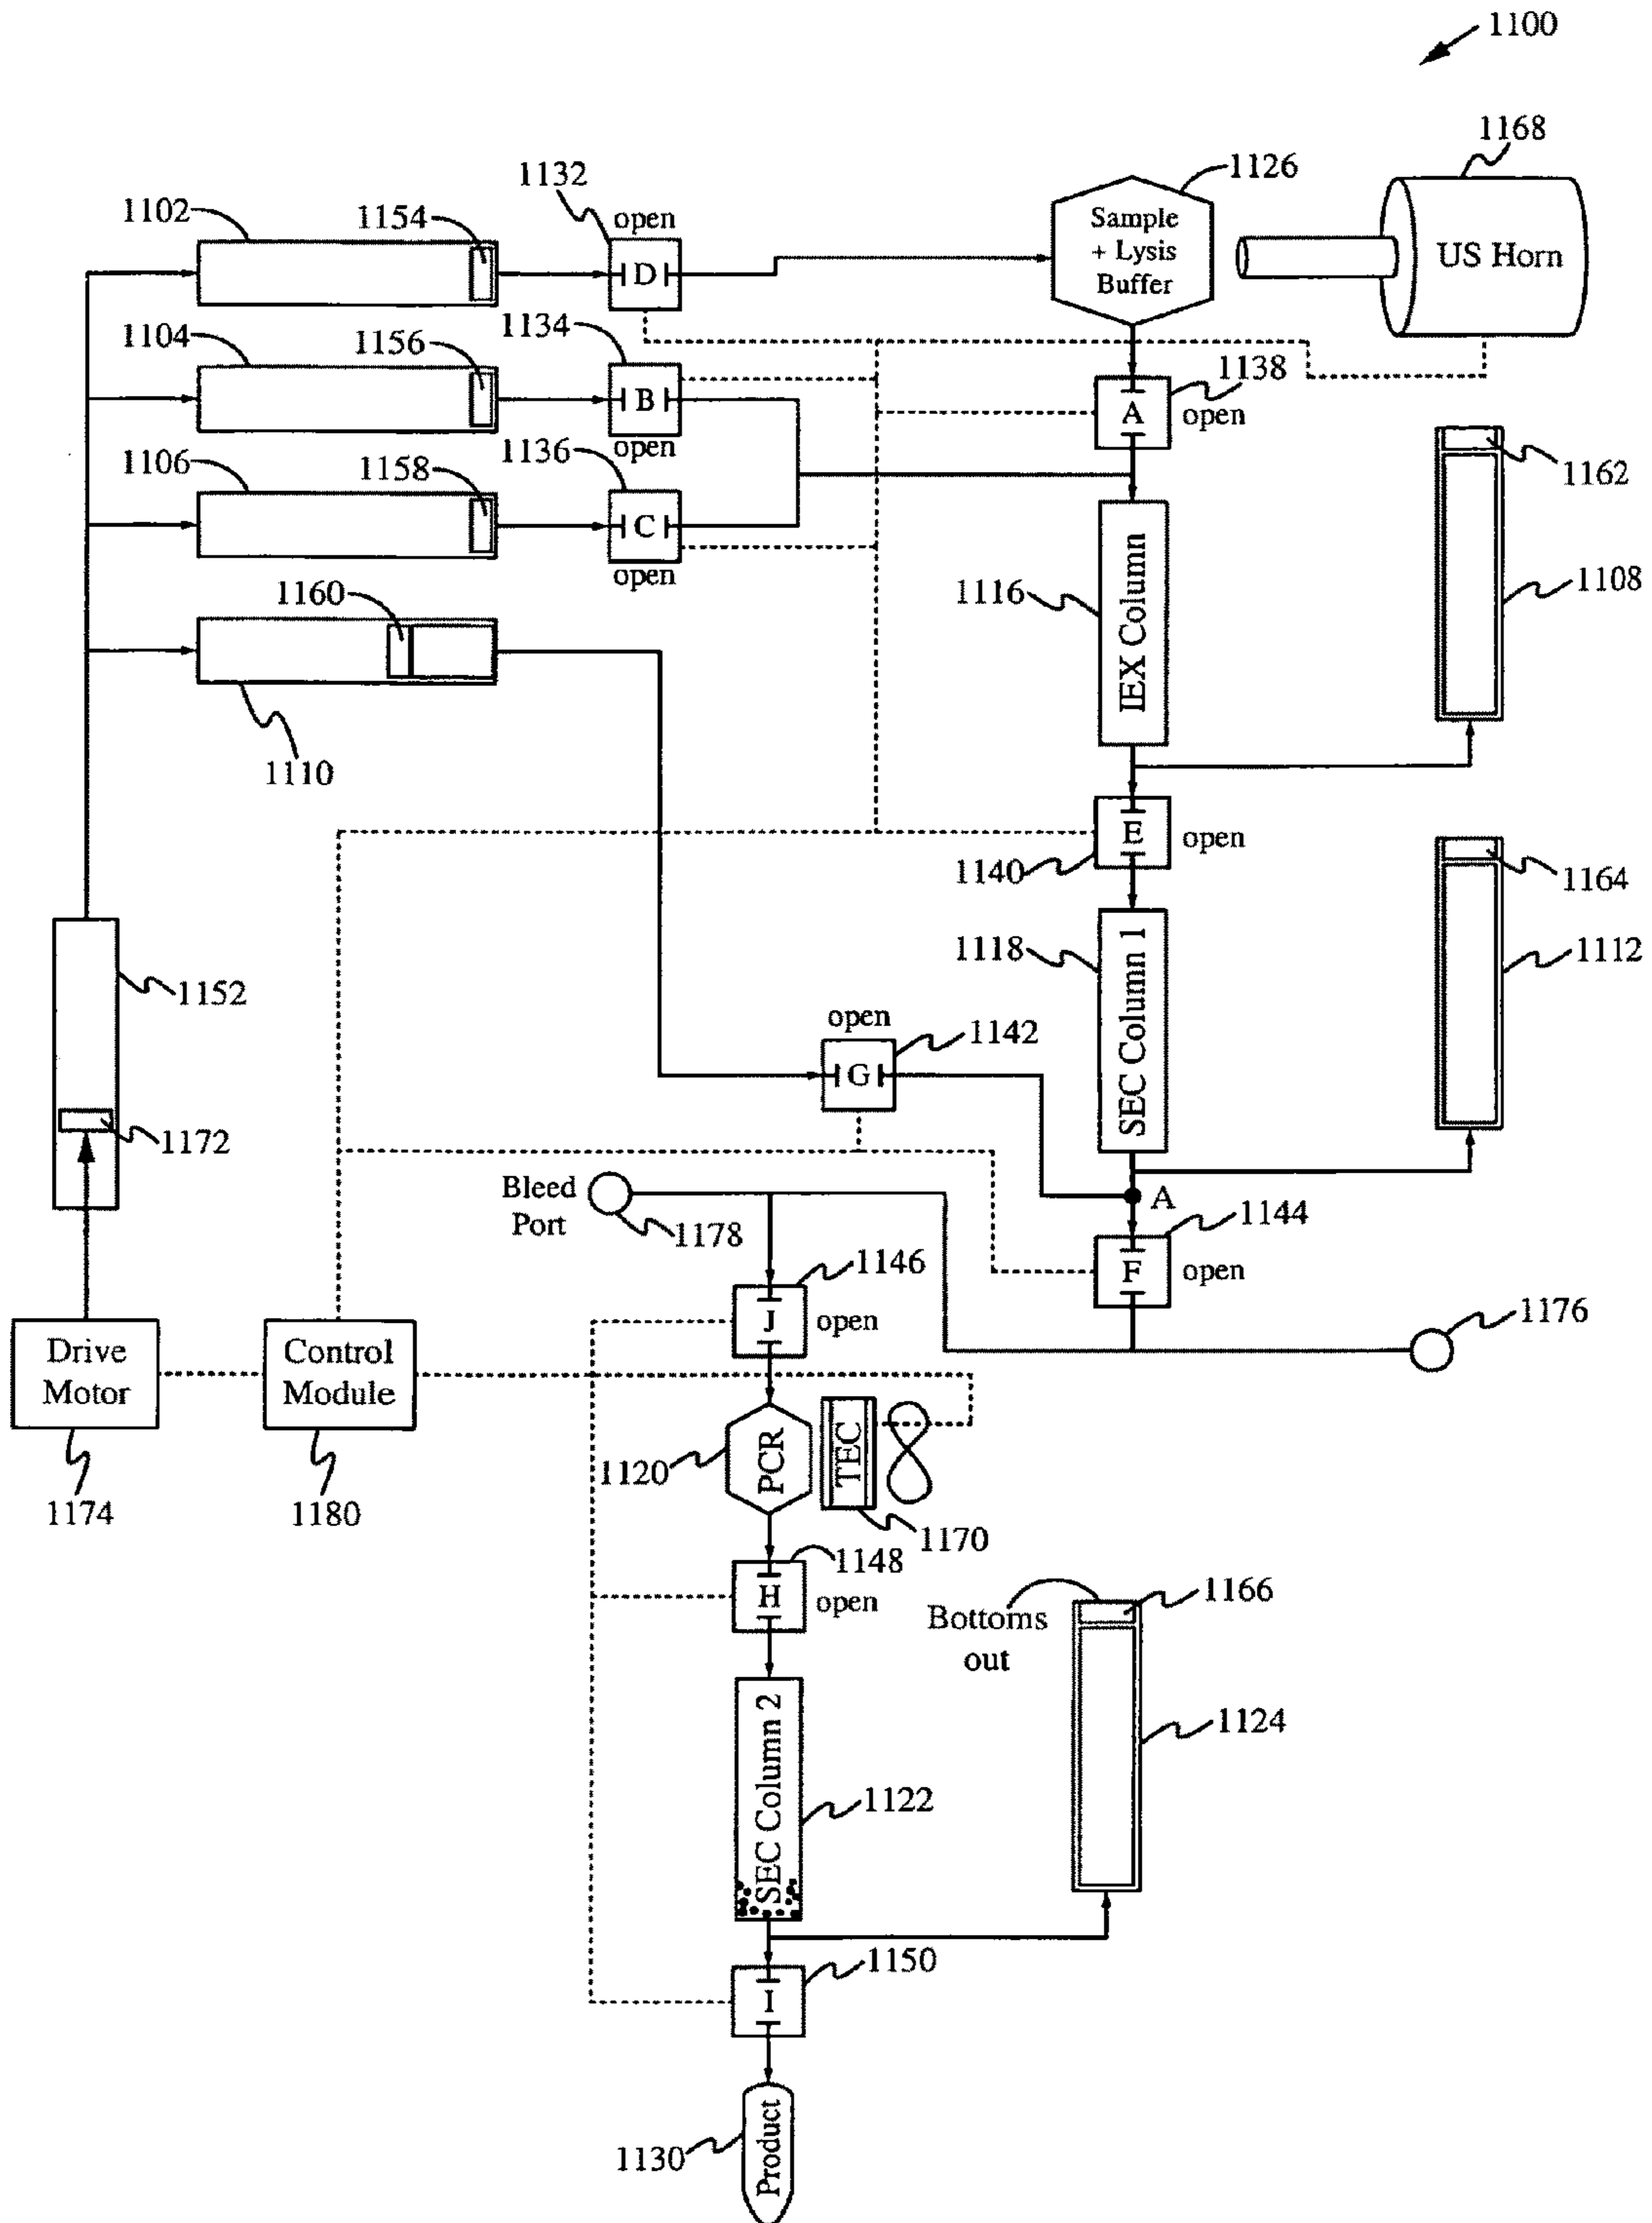 1100
1168
1126
1132
open
1102
1154
D
Sample
+ Lysis
Buffer
US Horn
1104
1156
1134
B
open
1138
A
open
1106
1158
1136
C
open
1162
1160
1116
IEX Column
1108
1110
E
open
1140
1164
1118
SEC Column 1
1112
1152
open
1142
G
1172
Bleed
Port
1178
A
1144
F
open
1146
J
open
1176
Drive
Motor
Control
Module
1174
1180
1120
PCR
TEC
1170
1148
H
open
Bottoms
out
1166
SEC Column 2
1122
1124
1150
I
1130
Product